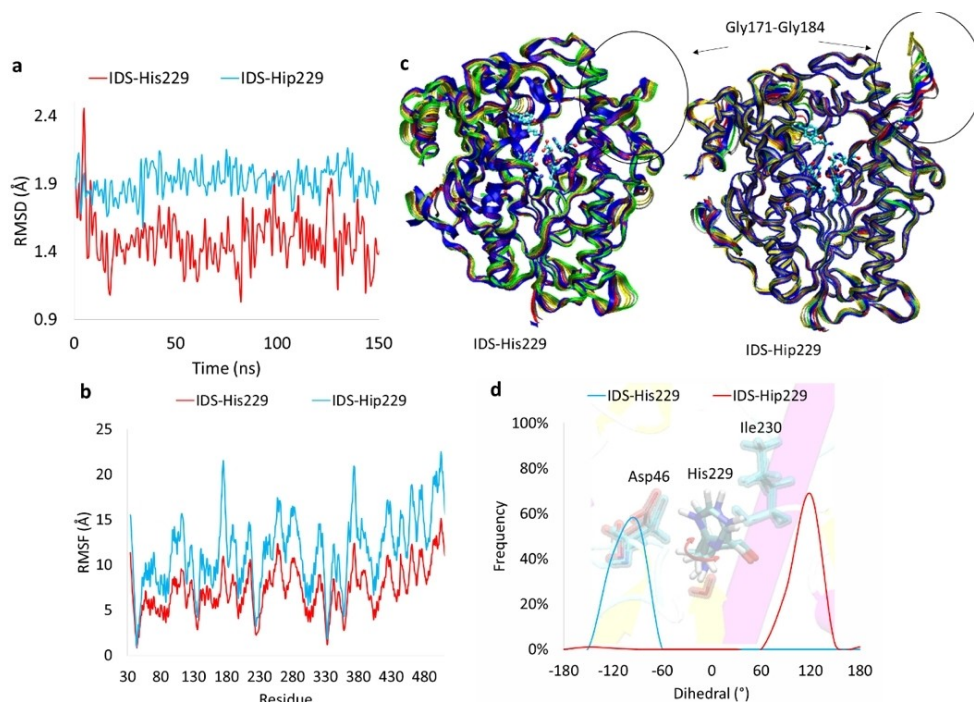 a
IDS-His229 IDS-Hip229
2.4
1.9
1.4
0.9
RMSD (Å)
0 50 100 150
Time (ns)
c
Gly171-Gly184
IDS-His229
IDS-Hip229
b
IDS-His229 IDS-Hip229
25
20
15
10
5
0
RMSF (Å)
30 80 130 180 230 280 330 380 430 480
Residue
d
IDS-His229 IDS-Hip229
Ile230
Asp46 His229
100%
80%
60%
40%
20%
0%
Frequency
-180 -120 -60 0 60 120 180
Dihedral (°)